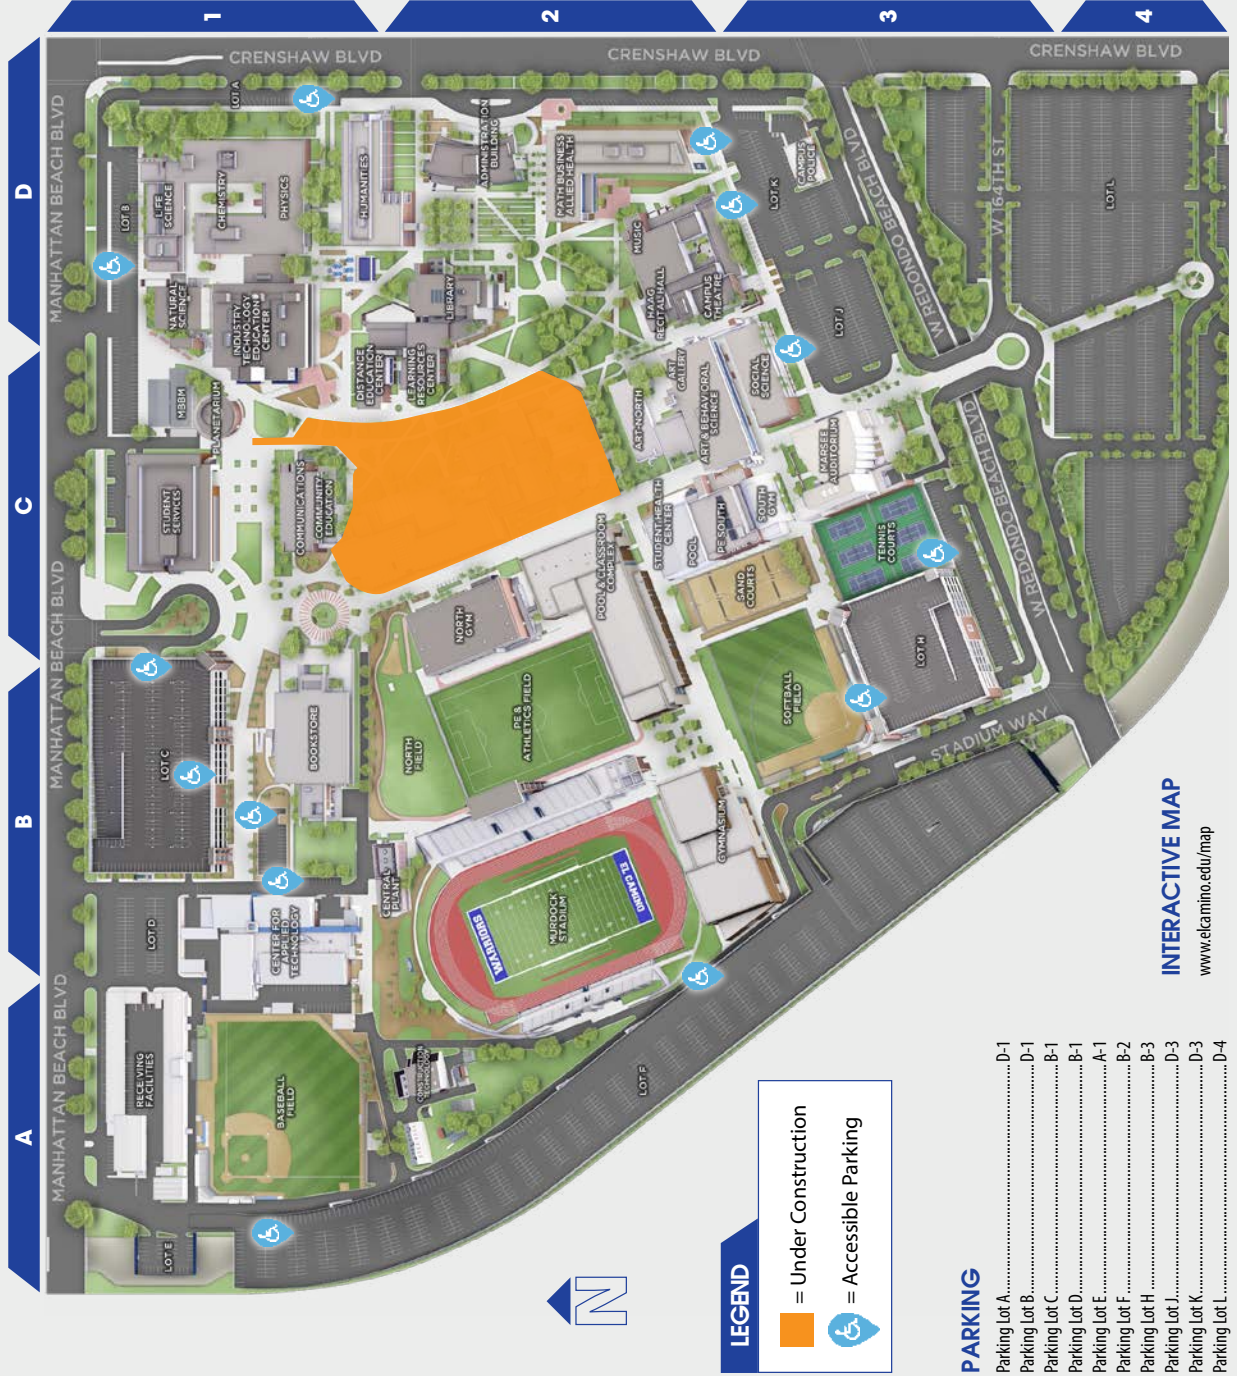 A
B
C
D
1
2
3
4
MANHATTAN BEACH BLVD
MANHATTAN BEACH BLVD
MANHATTAN BEACH BLVD
MANHATTAN BEACH BLVD
CRENSHAW BLVD
CRENSHAW BLVD
CRENSHAW BLVD
W REDONDO BEACH BLVD
W REDONDO BEACH BLVD
W 164TH ST
STADIUM WAY
LOT A
LOT B
LOT C
LOT D
LOT E
LOT F
LOT H
LOT J
LOT K
LOT L
RECEIVING
FACILITIES
BASEBALL
FIELD
CENTER FOR
APPLIED
TECHNOLOGY
CONSTRUCTION
TECHNOLOGY
CENTRAL
PLANT
BOOKSTORE
NORTH
FIELD
PE &
ATHLETICS FIELD
MURDOCK
STADIUM
WARRIORS
EL CAMINO
GYMNASIUM
SOFTBALL
FIELD
NORTH
GYM
POOL & CLASSROOM
COMPLEX
SAND
COURTS
TENNIS
COURTS
STUDENT HEALTH
CENTER
POOL
PE SOUTH
SOUTH
GYM
MARSEE
AUDITORIUM
STUDENT
SERVICES
COMMUNICATIONS
COMMUNITY
EDUCATION
MBBM
PLANETARIUM
NATURAL
SCIENCE
LIFE
SCIENCE
CHEMISTRY
PHYSICS
INDUSTRY
TECHNOLOGY
EDUCATION
CENTER
HUMANITIES
DISTANCE
EDUCATION
CENTER
LEARNING
RESOURCES
CENTER
LIBRARY
ADMINISTRATION
BUILDING
MATH BUSINESS
ALLIED HEALTH
MUSIC
HAAG
RECITAL HALL
CAMPUS
THEATRE
ART-NORTH
ART
GALLERY
ART & BEHAVIORAL
SCIENCE
SOCIAL
SCIENCE
CAMPUS
POLICE
N
LEGEND
= Under Construction
= Accessible Parking
INTERACTIVE MAP
www.elcamino.edu/map
PARKING
Parking Lot A D-1
Parking Lot B D-1
Parking Lot C B-1
Parking Lot D B-1
Parking Lot E A-1
Parking Lot F B-2
Parking Lot H B-3
Parking Lot J D-3
Parking Lot K D-3
Parking Lot L D-4